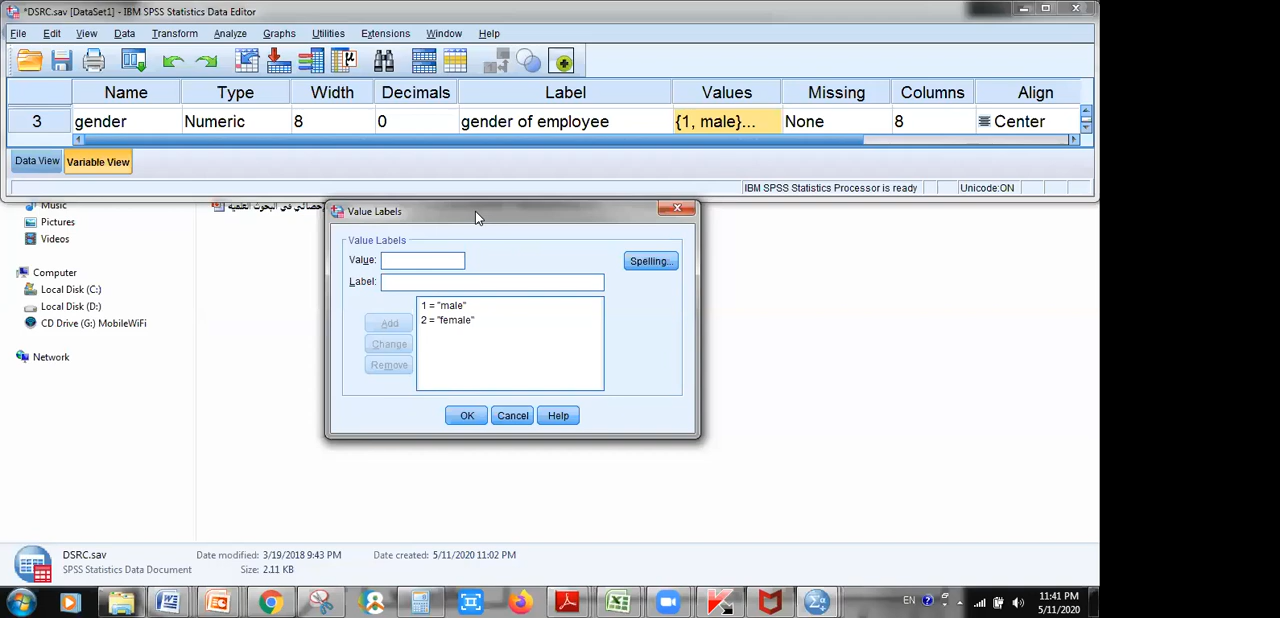 *DSRC.sav [DataSet1] - IBM SPSS Statistics Data Editor
File Edit View Data Transform Analyze Graphs Utilities Extensions Window Help
Name Type Width Decimals Label Values Missing Columns Align
3 gender Numeric 8 0 gender of employee {1, male}... None 8 Center
Data View Variable View
IBM SPSS Statistics Processor is ready Unicode:ON
Music
في البحوث العلمية
Pictures
Videos
Computer
Local Disk (C:)
Local Disk (D:)
CD Drive (G:) MobileWiFi
Network
Value Labels
Value Labels
Value:
Spelling...
Label:
1 = "male"
2 = "female"
Add
Change
Remove
OK Cancel Help
DSRC.sav Date modified: 3/19/2018 9:43 PM Date created: 5/11/2020 11:02 PM
SPSS Statistics Data Document Size: 2.11 KB
EN 11:41 PM
5/11/2020